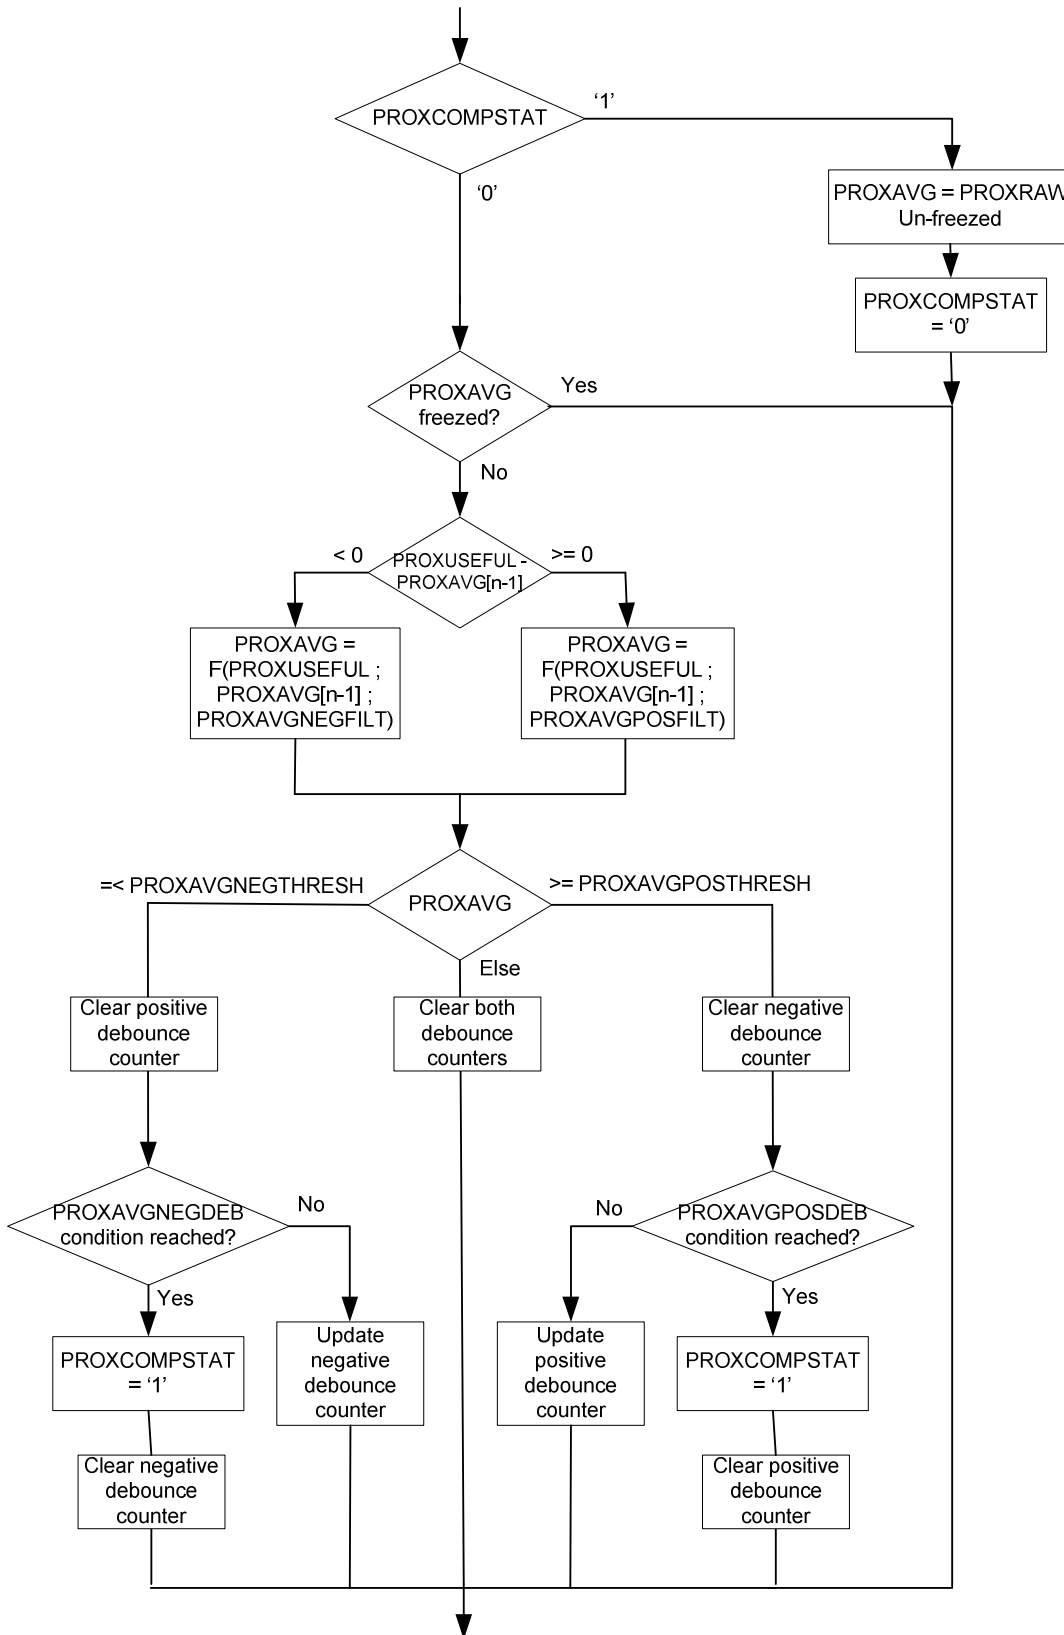 PROXCOMPSTAT
‘1’
‘0’
PROXAVG = PROXRAW
Un-freezed
PROXCOMPSTAT
= ‘0’
PROXAVG
freezed?
Yes
No
PROXUSEFUL -
PROXAVG[n-1]
< 0
>= 0
PROXAVG =
F(PROXUSEFUL ;
PROXAVG[n-1] ;
PROXAVGNEGFILT)
PROXAVG =
F(PROXUSEFUL ;
PROXAVG[n-1] ;
PROXAVGPOSFILT)
=< PROXAVGNEGTHRESH
PROXAVG
>= PROXAVGPOSTHRESH
Else
Clear positive
debounce
counter
Clear both
debounce
counters
Clear negative
debounce
counter
PROXAVGNEGDEB
condition reached?
No
Yes
No
PROXAVGPOSDEB
condition reached?
Yes
PROXCOMPSTAT
= ‘1’
Update
negative
debounce
counter
Update
positive
debounce
counter
PROXCOMPSTAT
= ‘1’
Clear negative
debounce
counter
Clear positive
debounce
counter